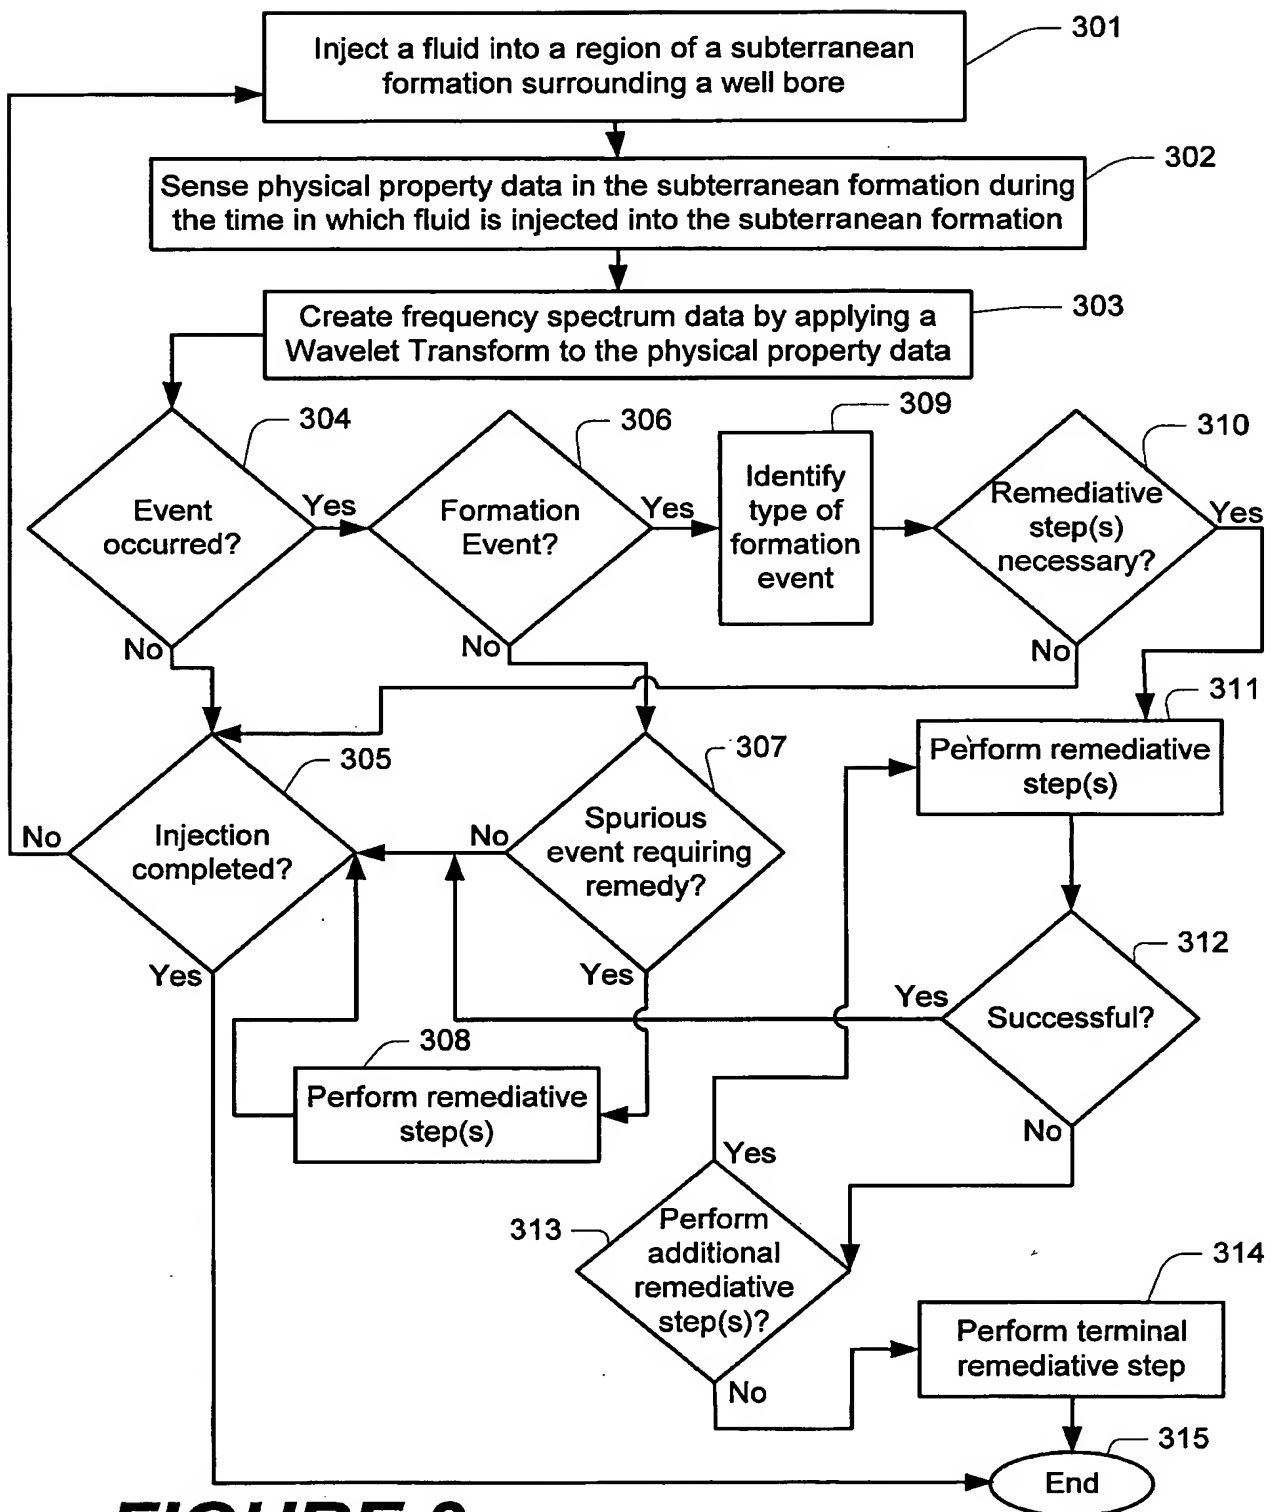 Inject a fluid into a region of a subterranean
formation surrounding a well bore
301
Sense physical property data in the subterranean formation during
the time in which fluid is injected into the subterranean formation
302
Create frequency spectrum data by applying a
Wavelet Transform to the physical property data
303
304
Event
occurred?
Yes
No
306
Formation
Event?
Yes
No
309
Identify
type of
formation
event
310
Remediative
step(s)
necessary?
Yes
No
305
Injection
completed?
No
Yes
307
Spurious
event requiring
remedy?
No
Yes
311
Perform remediative
step(s)
308
Perform remediative
step(s)
312
Successful?
Yes
No
313
Perform
additional
remediative
step(s)?
Yes
No
314
Perform terminal
remediative step
315
End
FIGURE